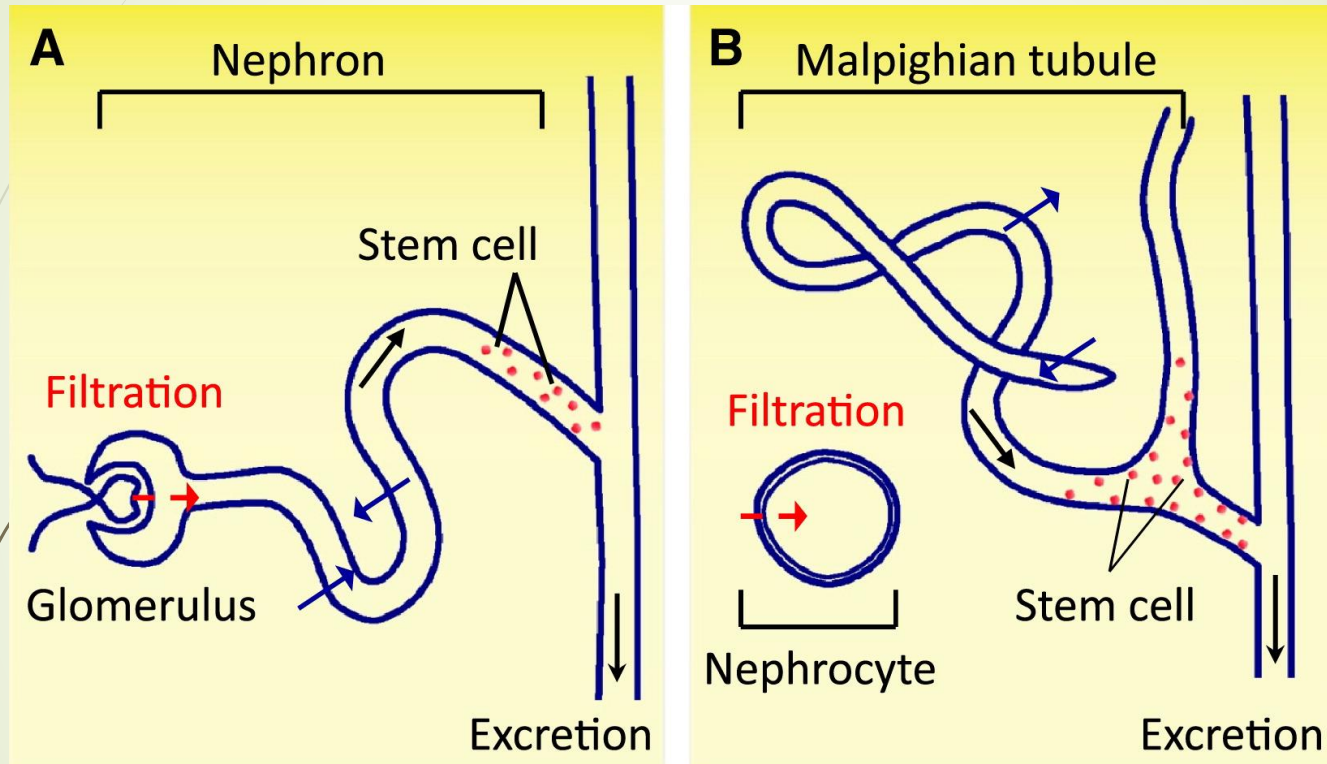 A
Nephron
Stem cell
Filtration
Glomerulus
Excretion
B
Malpighian tubule
Filtration
Nephrocyte
Stem cell
Excretion